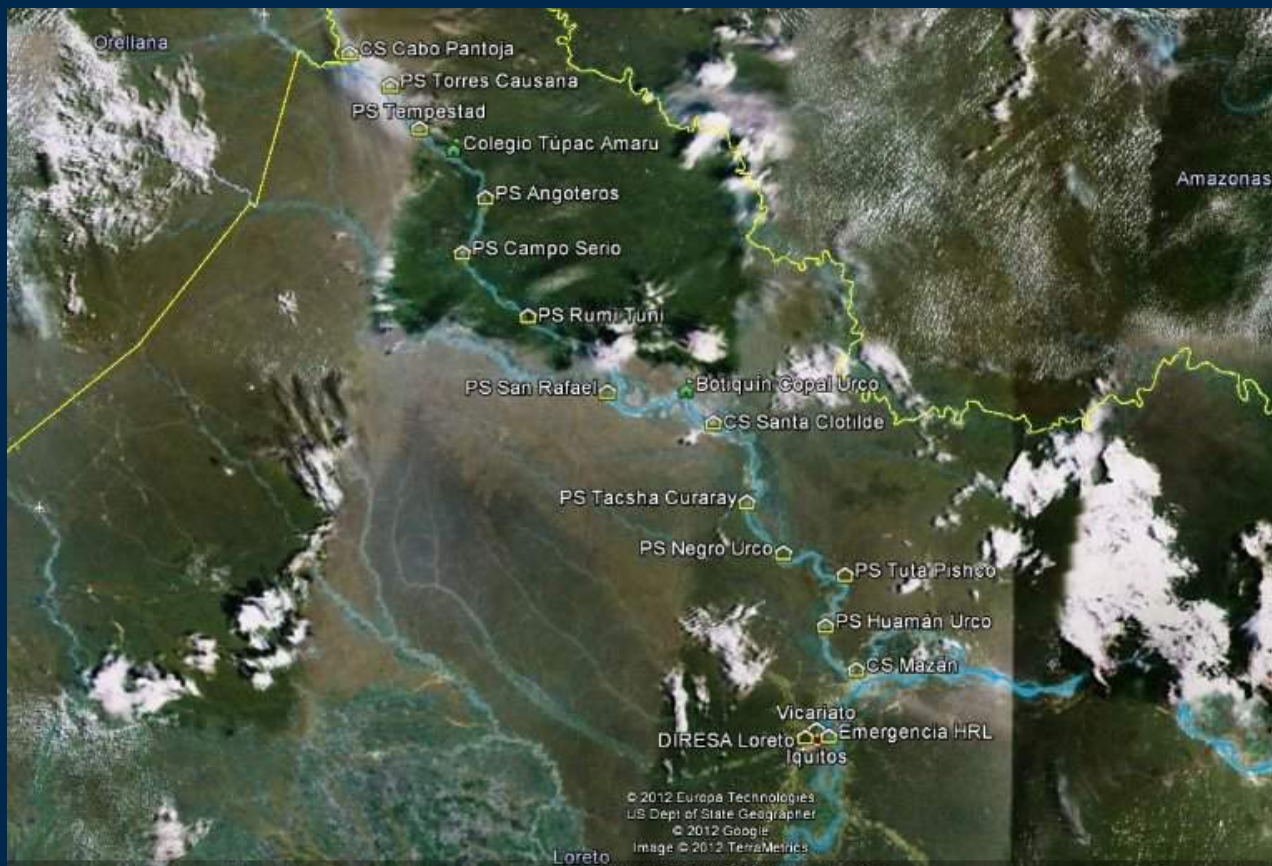 Orellana
CS Cabo Pantoja
PS Torres Causana
PS Tempestad
Colegio Túpac Amaru
Amazonas
PS Angoteros
PS Campo Serio
PS Rumi Tuni
PS San Rafael
Botiquín Copal Urco
CS Santa Clotilde
PS Tacsha Curaray
PS Negro Urco
PS Tuta Pishco
PS Huamán Urco
CS Mazán
Vicariato
DIRESA Loreto
Emergencia HRL
Iquitos
© 2012 Europa Technologies
US Dept of State Geographer
© 2012 Google
Image © 2012 TerraMetrics
Loreto